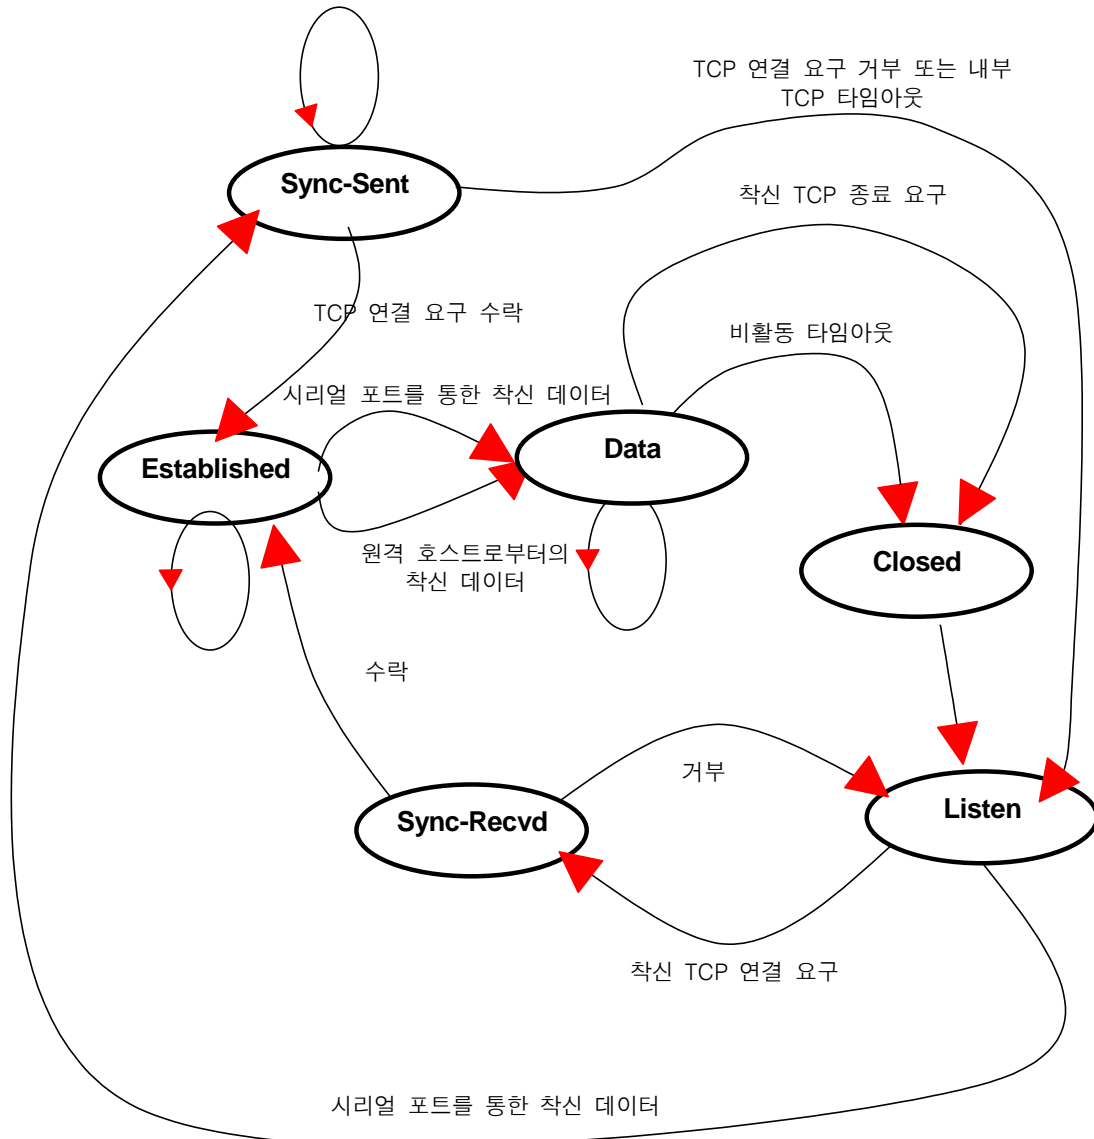 TCP 연결 요구 거부 또는 내부
TCP 타임아웃
Sync-Sent
착신 TCP 종료 요구
TCP 연결 요구 수락
비활동 타임아웃
시리얼 포트를 통한 착신 데이터
Data
Established
원격 호스트로부터의
착신 데이터
Closed
수락
거부
Listen
Sync-Recvd
착신 TCP 연결 요구
시리얼 포트를 통한 착신 데이터